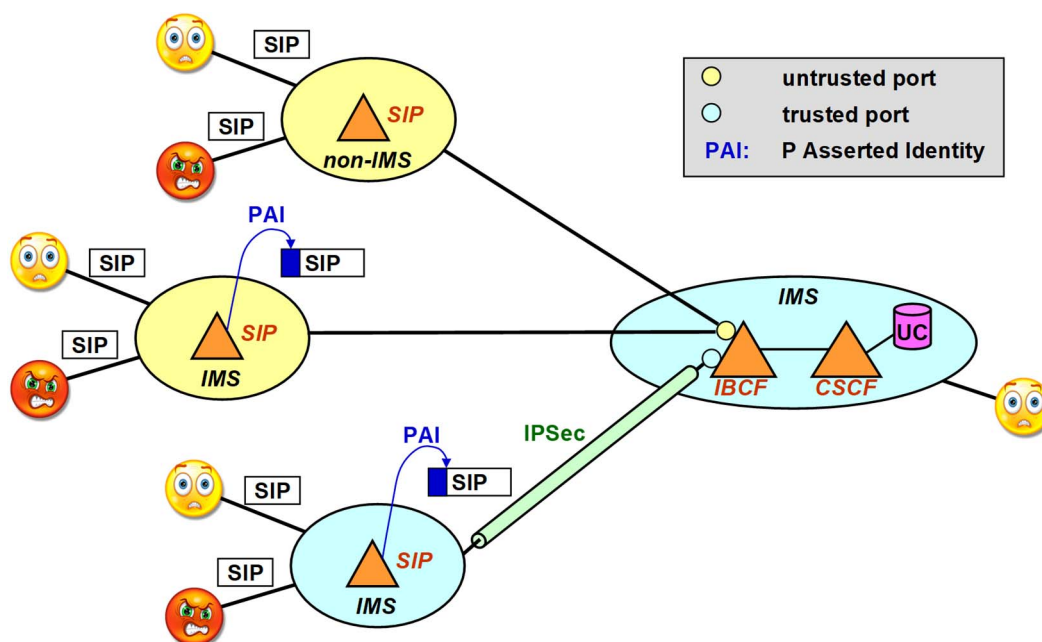 SIP
SIP
SIP
non-IMS
untrusted port
trusted port
PAI: P Asserted Identity
PAI
SIP
SIP
SIP
SIP
IMS
IMS
UC
IBCF
CSCF
IPSec
PAI
SIP
SIP
SIP
SIP
IMS